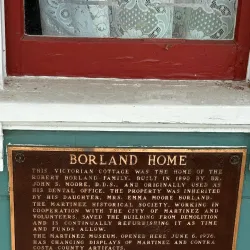 BORLAND HOME
THIS VICTORIAN COTTAGE WAS THE HOME OF THE
ROBERT BORLAND FAMILY. BUILT IN 1890 BY DR.
JOHN S. MOORE, D.D.S., AND ORIGINALLY USED AS
HIS DENTAL OFFICE, THE PROPERTY WAS INHERITED
BY HIS DAUGHTER, MRS. EMMA MOORE BORLAND.
THE MARTINEZ HISTORICAL SOCIETY, WORKING IN
COOPERATION WITH THE CITY OF MARTINEZ AND
VOLUNTEERS, SAVED THE BUILDING FROM DEMOLITION
AND IS CONTINUALLY REFURBISHING IT AS TIME
AND FUNDS ALLOW.
THE MARTINEZ MUSEUM, OPENED HERE JUNE 6, 1976,
HAS CHANGING DISPLAYS OF MARTINEZ AND CONTRA
COSTA COUNTY ARTIFACTS.